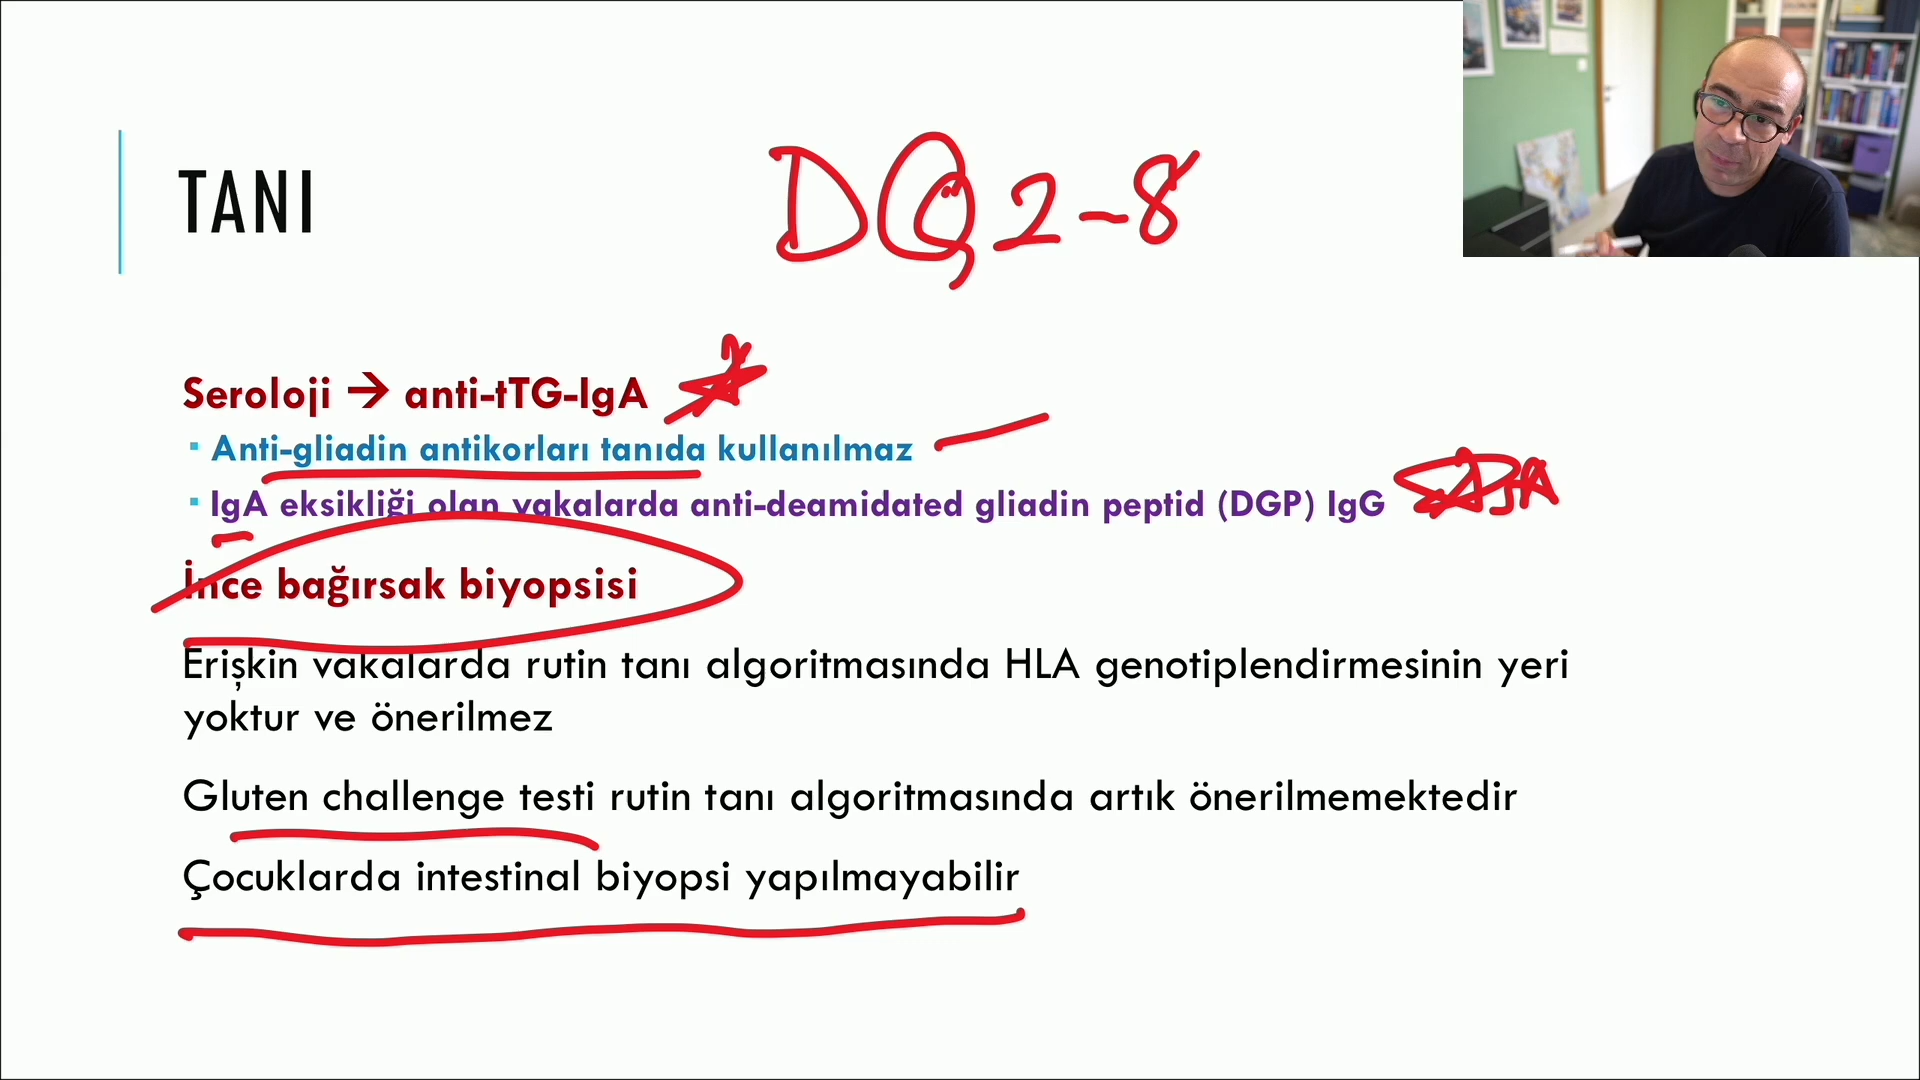 TANI
DQ2-8
Seroloji → anti-tTG-IgA
▪ Anti-gliadin antikorları tanıda kullanılmaz
▪ IgA eksikliği olan vakalarda anti-deamidated gliadin peptid (DGP) IgG
İnce bağırsak biyopsisi
Erişkin vakalarda rutin tanı algoritmasında HLA genotiplendirmesinin yeri
yoktur ve önerilmez
Gluten challenge testi rutin tanı algoritmasında artık önerilmemektedir
Çocuklarda intestinal biyopsi yapılmayabilir